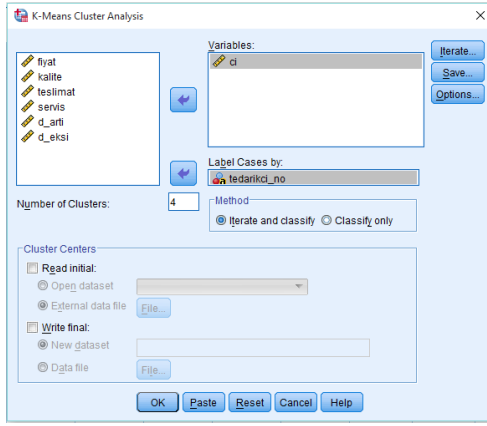 K-Means Cluster Analysis
Variables:
fiyat
kalite
teslimat
servis
d_arti
d_eksi
ci
Iterate...
Save...
Options...
Label Cases by:
tedarikci_no
Number of Clusters:
4
Method
Iterate and classify Classify only
Cluster Centers
Read initial:
Open dataset
External data file File...
Write final:
New dataset
Data file File...
OK Paste Reset Cancel Help